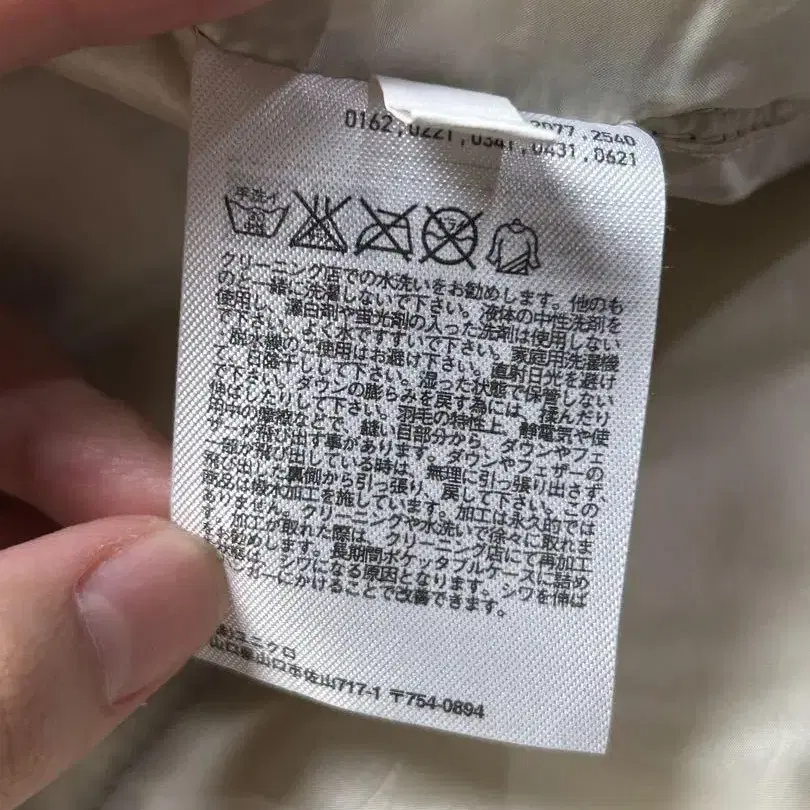 2077,2540
0162,0221,0341,0431,0621
手洗イ
30
クリーニング店での水洗いをお勧めします。他のも
のと一緒に洗濯しないで下さい。液体の中性洗剤を
使用し、漂白剤や蛍光剤の入った洗剤は使用しない
で下さい。よく水ですすいで下さい。家庭用洗濯機
・脱水機のご使用はお避け下さい。直射日光を避け
て、日陰干しして下さい。湿った状態で保管しない
で下さい。ダウンの膨らみを戻す為には、揉んだり
伸ばしたりして下さい。羽毛の特性上、静電気や使
用中の摩擦などで、縫い目部分から、ダウンやフェ
ザーが飛び出す事があります。ダウンやフェザーの
一部が飛び出している時は、無理に引っ張り出さず、
飛び出した裏側から引っ張り、戻して下さい。この
商品は撥水加工を施しています。加工は永久的では
ありません。クリーニングや水洗いで徐々に取れま
す。加工が取れた際は、クリーニング店にて再加工
をお勧めします。長期間ポケッタブルケースに詰め
、シワになる原因となります。シワを伸ば
ハンガーにかけることで改善できます。
(株)ユニクロ
山口県山口市佐山717-1 〒754-0894